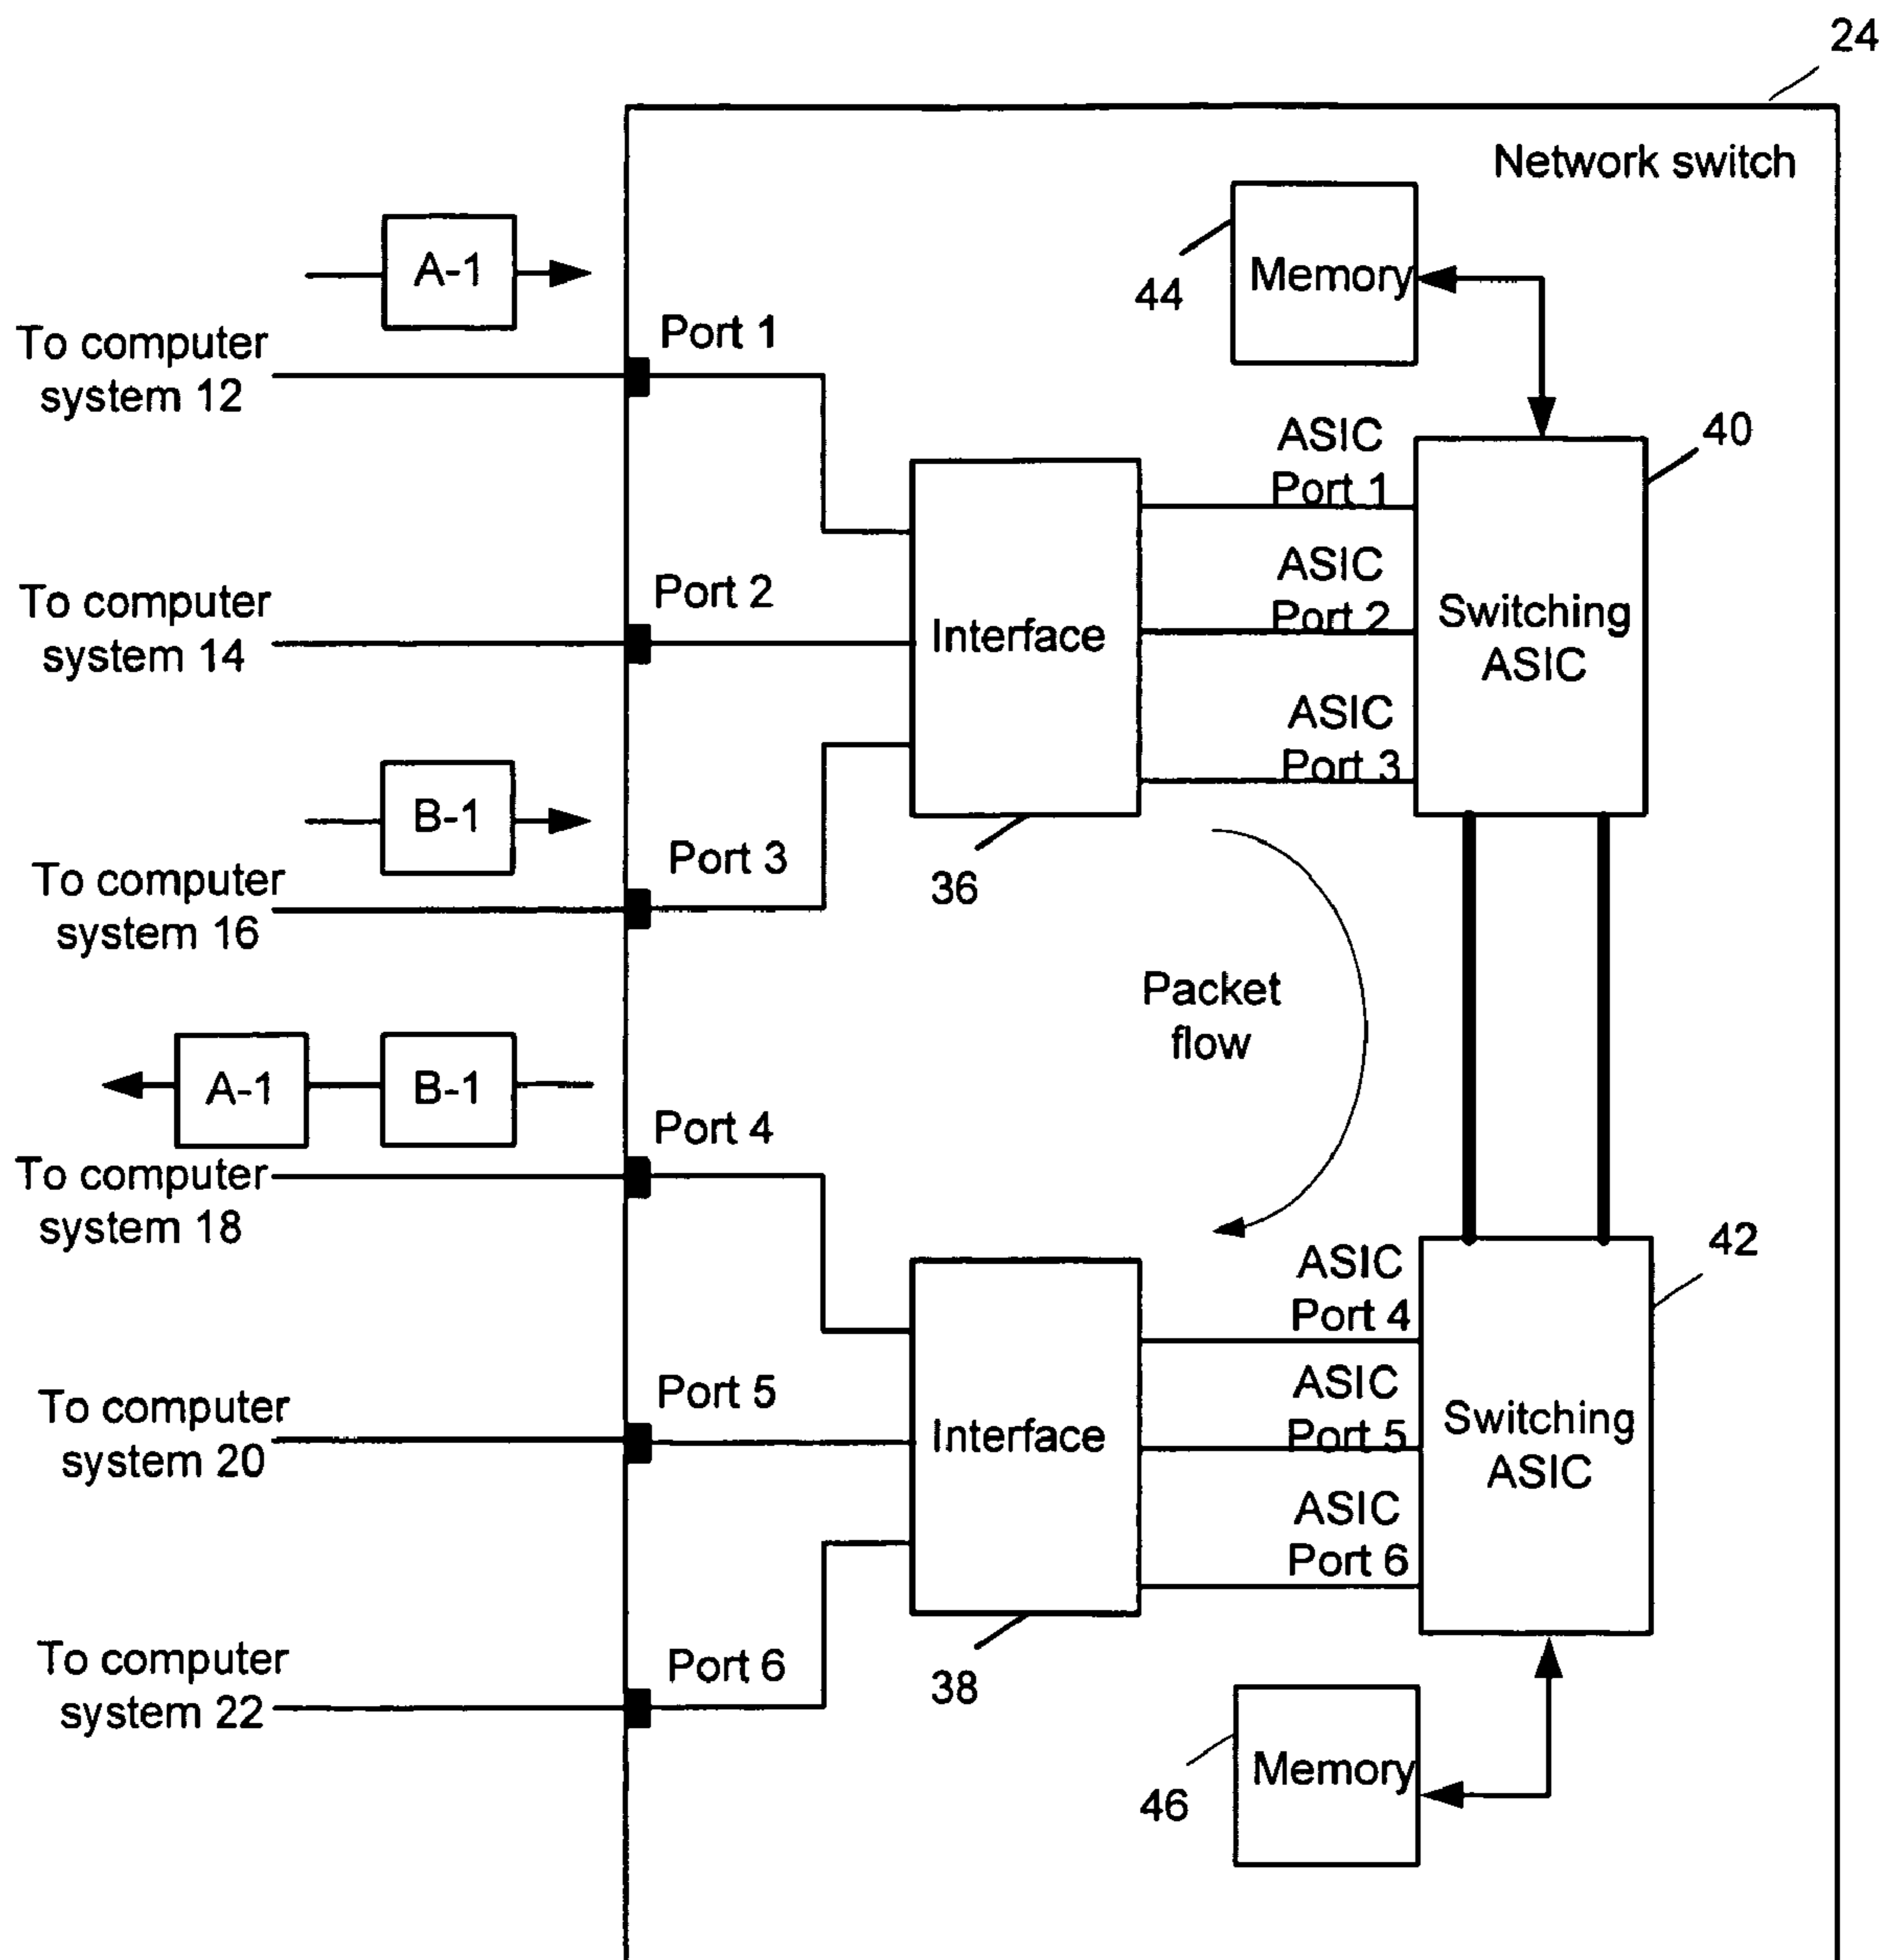 24
Network switch
A-1
Memory
44
Port 1
To computer
system 12
ASIC
Port 1
40
ASIC
Port 2
Port 2
To computer
system 14
Interface
Switching
ASIC
ASIC
Port 3
B-1
Port 3
To computer
system 16
36
Packet
flow
A-1
B-1
Port 4
To computer
system 18
42
ASIC
Port 4
ASIC
Port 5
Port 5
To computer
system 20
Interface
Switching
ASIC
ASIC
Port 6
Port 6
To computer
system 22
38
Memory
46